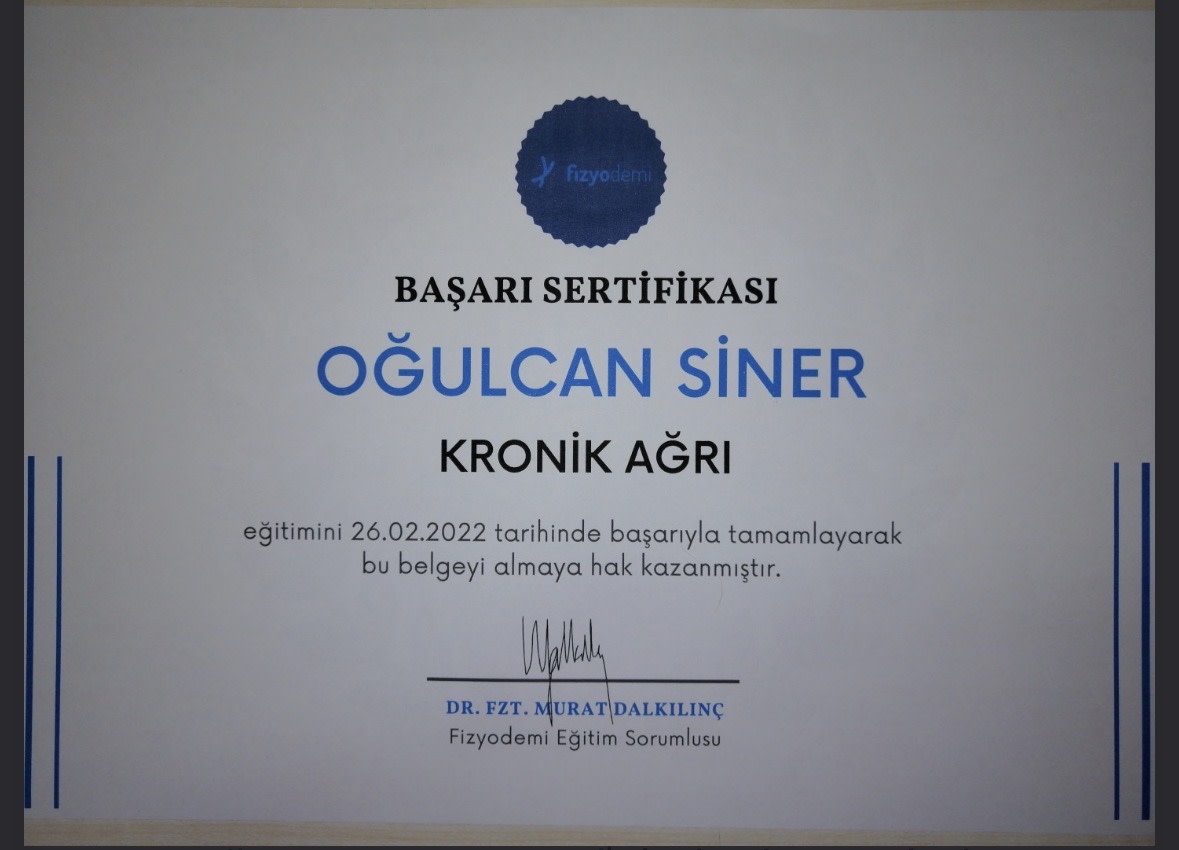 fizyodemi
BAŞARI SERTİFİKASI
OĞULCAN SİNER
KRONİK AĞRI
eğitimini 26.02.2022 tarihinde başarıyla tamamlayarak
bu belgeyi almaya hak kazanmıştır.
DR. FZT. MURAT DALKILINÇ
Fizyodemi Eğitim Sorumlusu